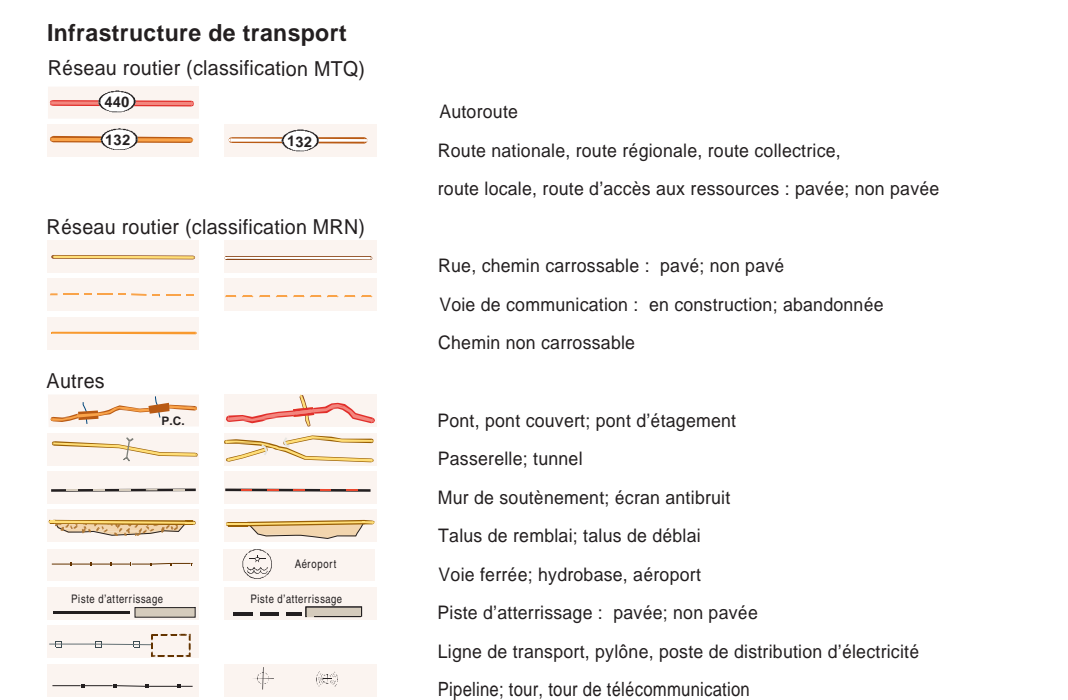 Infrastructure de transport
Réseau routier (classification MTQ)
440
Autoroute
132 132
Route nationale, route régionale, route collectrice,
route locale, route d'accès aux ressources : pavée; non pavée
Réseau routier (classification MRN)
Rue, chemin carrossable : pavé; non pavé
Voie de communication : en construction; abandonnée
Chemin non carrossable
Autres
P.C.
Pont, pont couvert; pont d'étagement
Passerelle; tunnel
Mur de soutènement; écran antibruit
Talus de remblai; talus de déblai
Aéroport
Voie ferrée; hydrobase, aéroport
Piste d'atterrissage Piste d'atterrissage
Piste d'atterrissage : pavée; non pavée
Ligne de transport, pylône, poste de distribution d'électricité
Pipeline; tour, tour de télécommunication